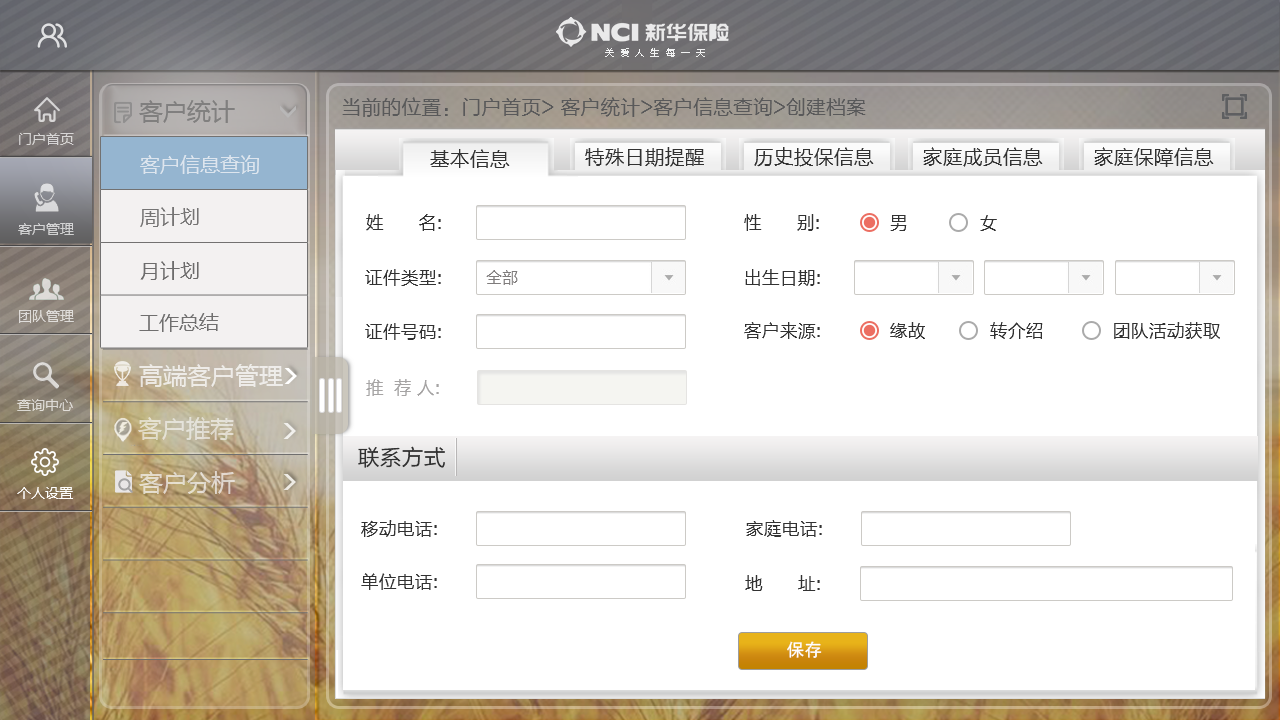 NCI 新华保险
关爱人生每一天
门户首页
客户管理
团队管理
查询中心
个人设置
客户统计
客户信息查询
周计划
月计划
工作总结
高端客户管理
客户推荐
客户分析
当前的位置：门户首页> 客户统计>客户信息查询>创建档案
基本信息 特殊日期提醒 历史投保信息 家庭成员信息 家庭保障信息
姓 名: 性 别: 男 女
证件类型: 全部 出生日期:
证件号码: 客户来源: 缘故 转介绍 团队活动获取
推 荐 人:
联系方式
移动电话: 家庭电话:
单位电话: 地 址:
保存